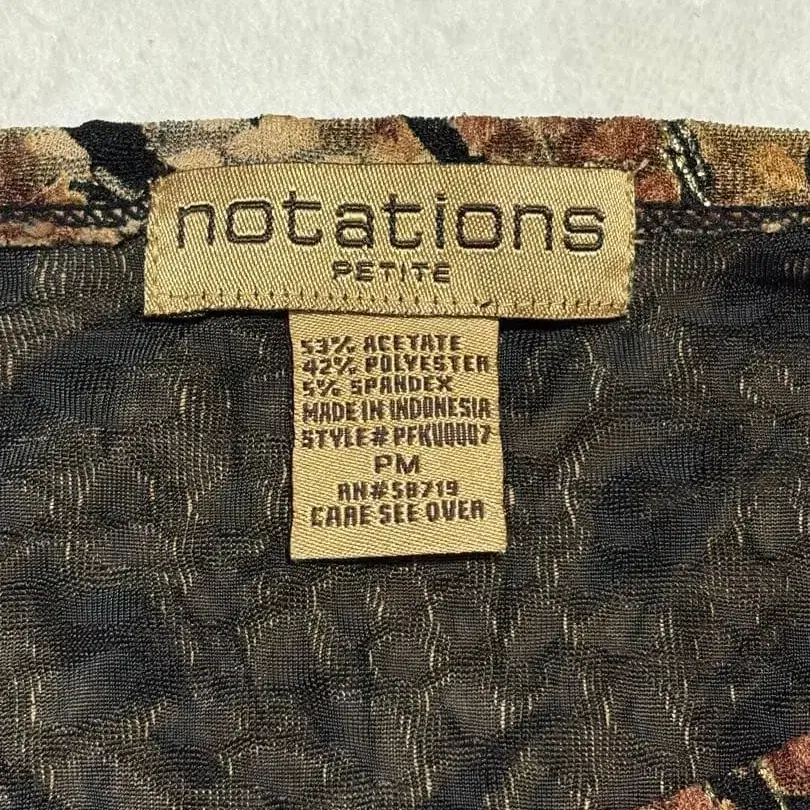 notations
PETITE
53% ACETATE
42% POLYESTER
5% SPANDEX
MADE IN INDONESIA
STYLE# PFKV0007
PM
RN#58719
CARE SEE OVER